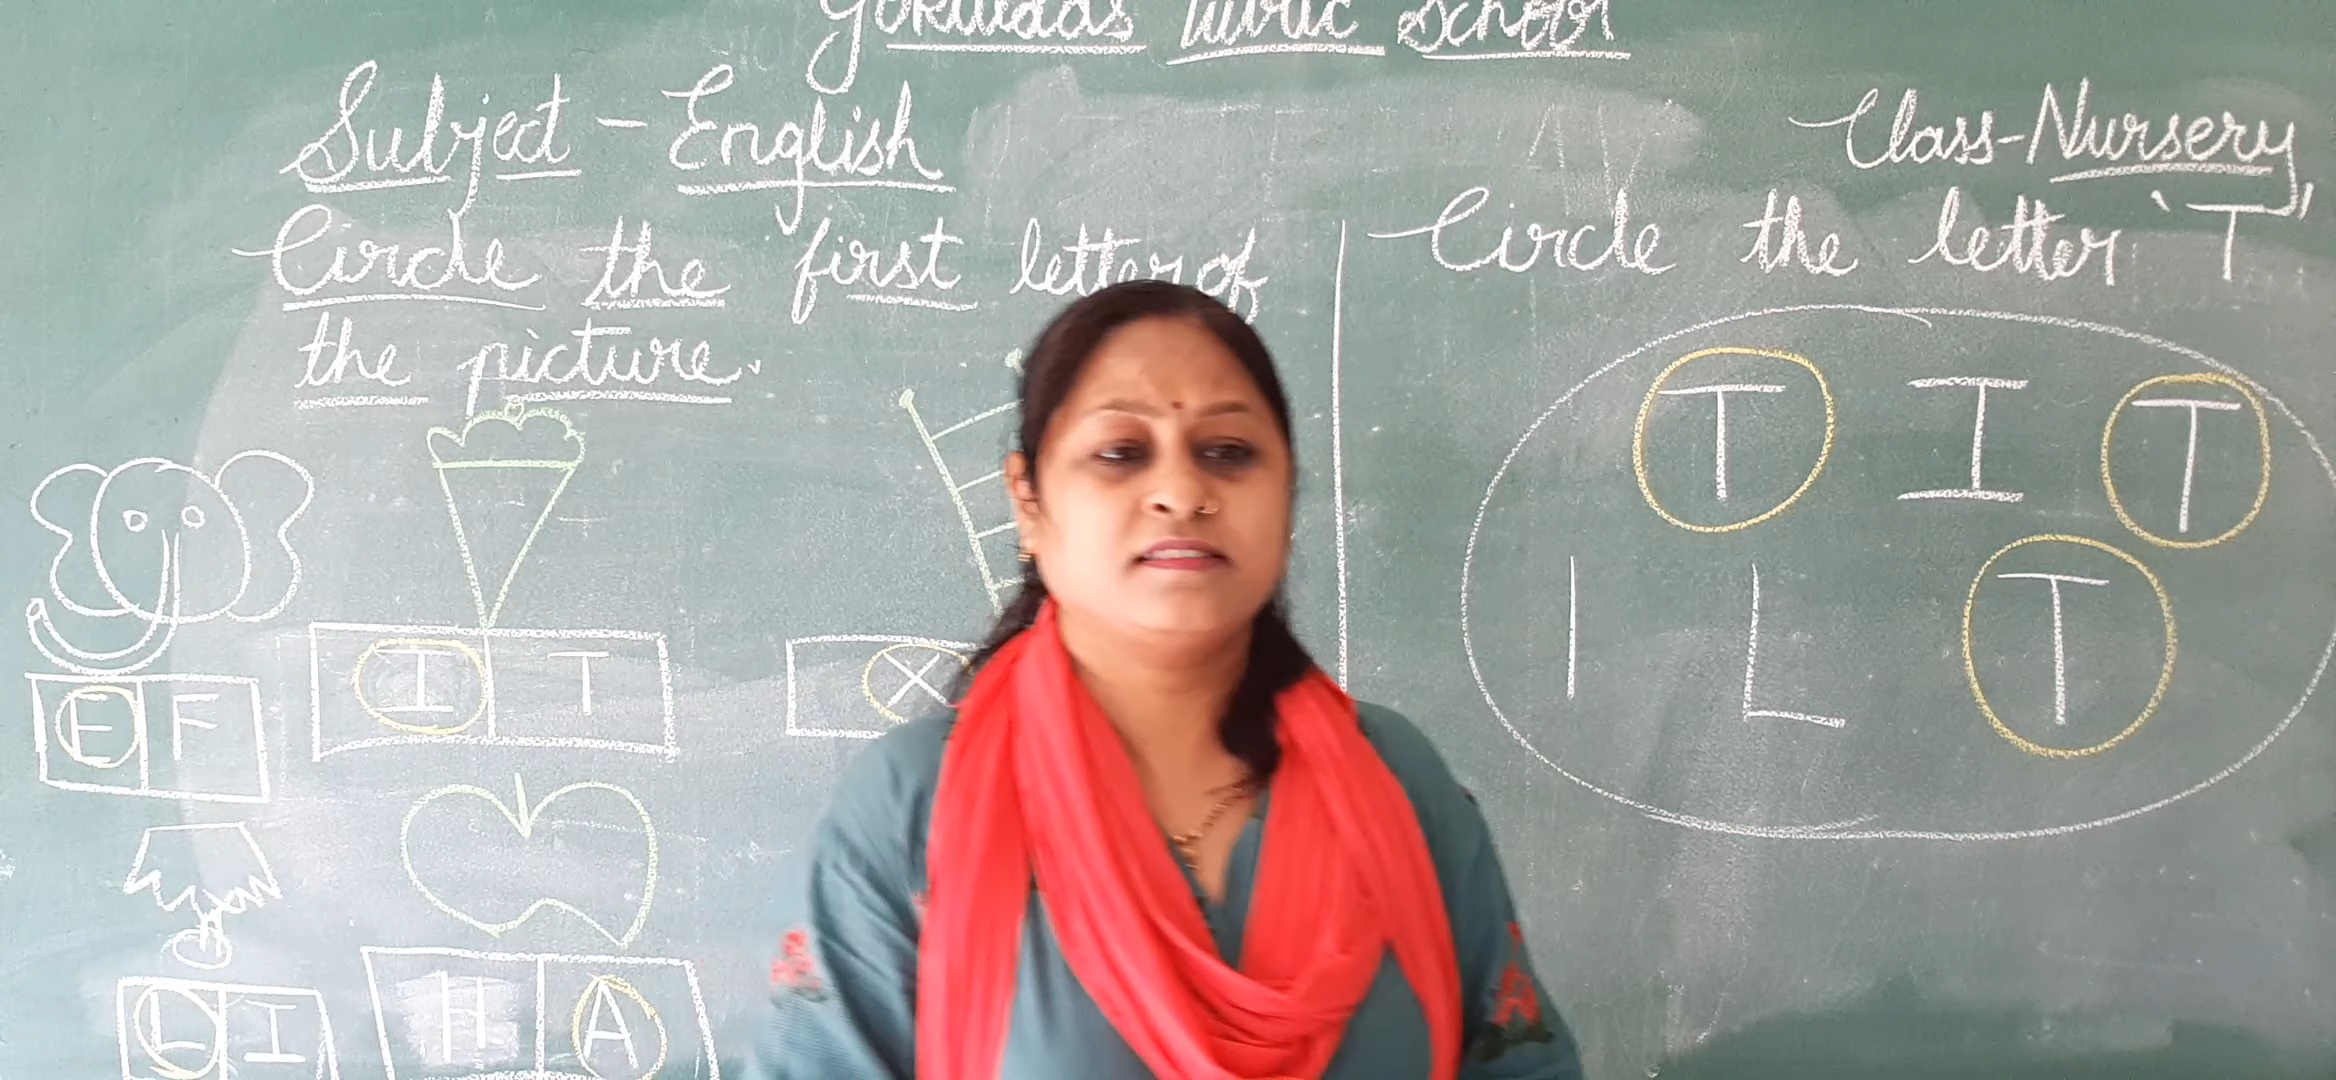 Public School
Subject - English
Class-Nursery
Circle the first letter of
the picture.
E F
I T
X
L I
H A
Circle the letter 'T'
T I T
I L T